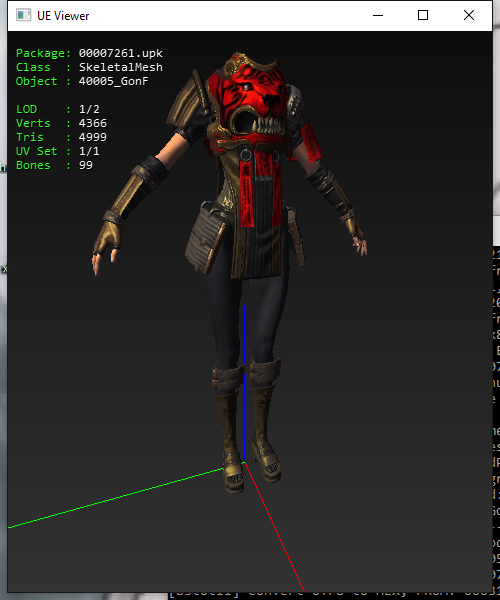 UE Viewer
Package: 00007261.upk
Class : SkeletalMesh
Object : 40005_GonF
LOD : 1/2
Verts : 4366
Tris : 4999
UV Set : 1/1
Bones : 99